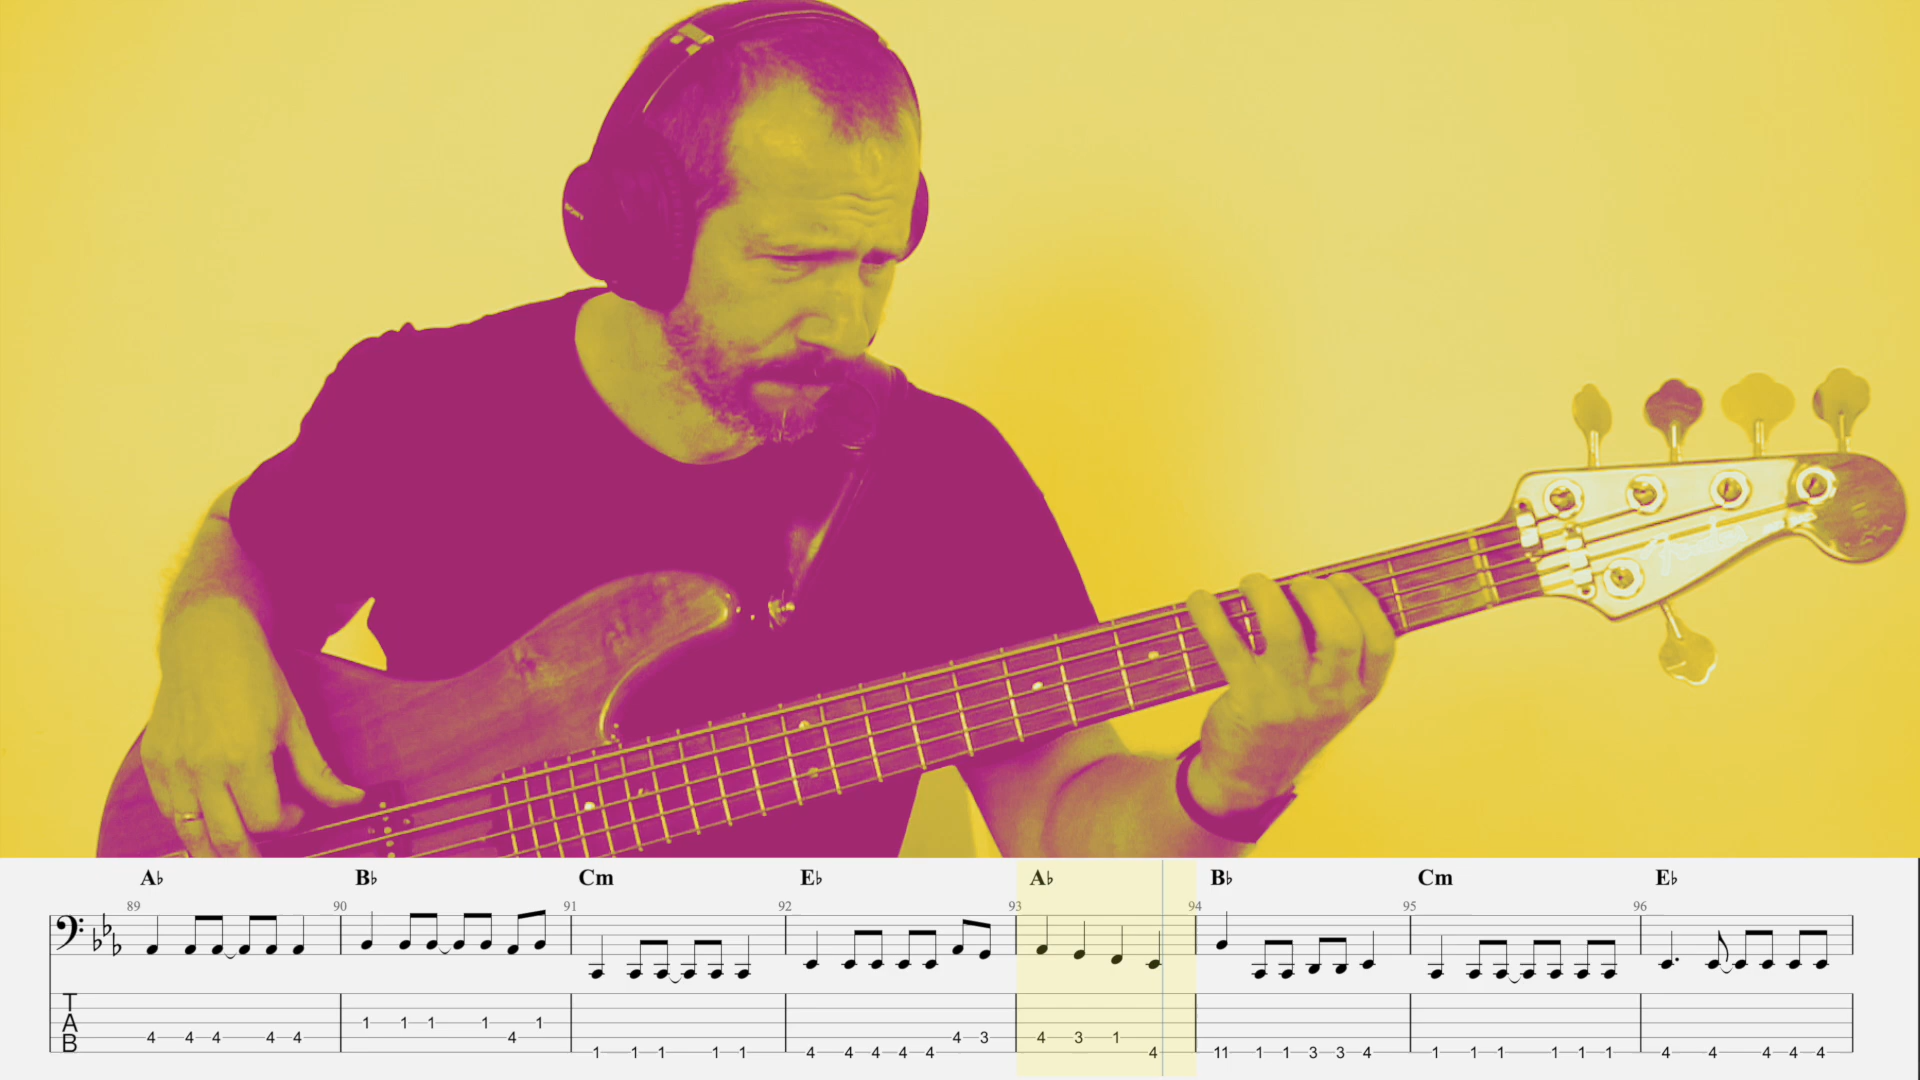 SONY
Fender
A♭ B♭ Cm E♭ A♭ B♭ Cm E♭
89 90 91 92 93 94 95 96
T
A
B
1 1 1 1 1
4 4 4 4 4 4 4 3 4 3 1
1 1 1 1 1 4 4 4 4 4 4 11 1 1 3 3 4 1 1 1 1 1 1 4 4 4 4 4